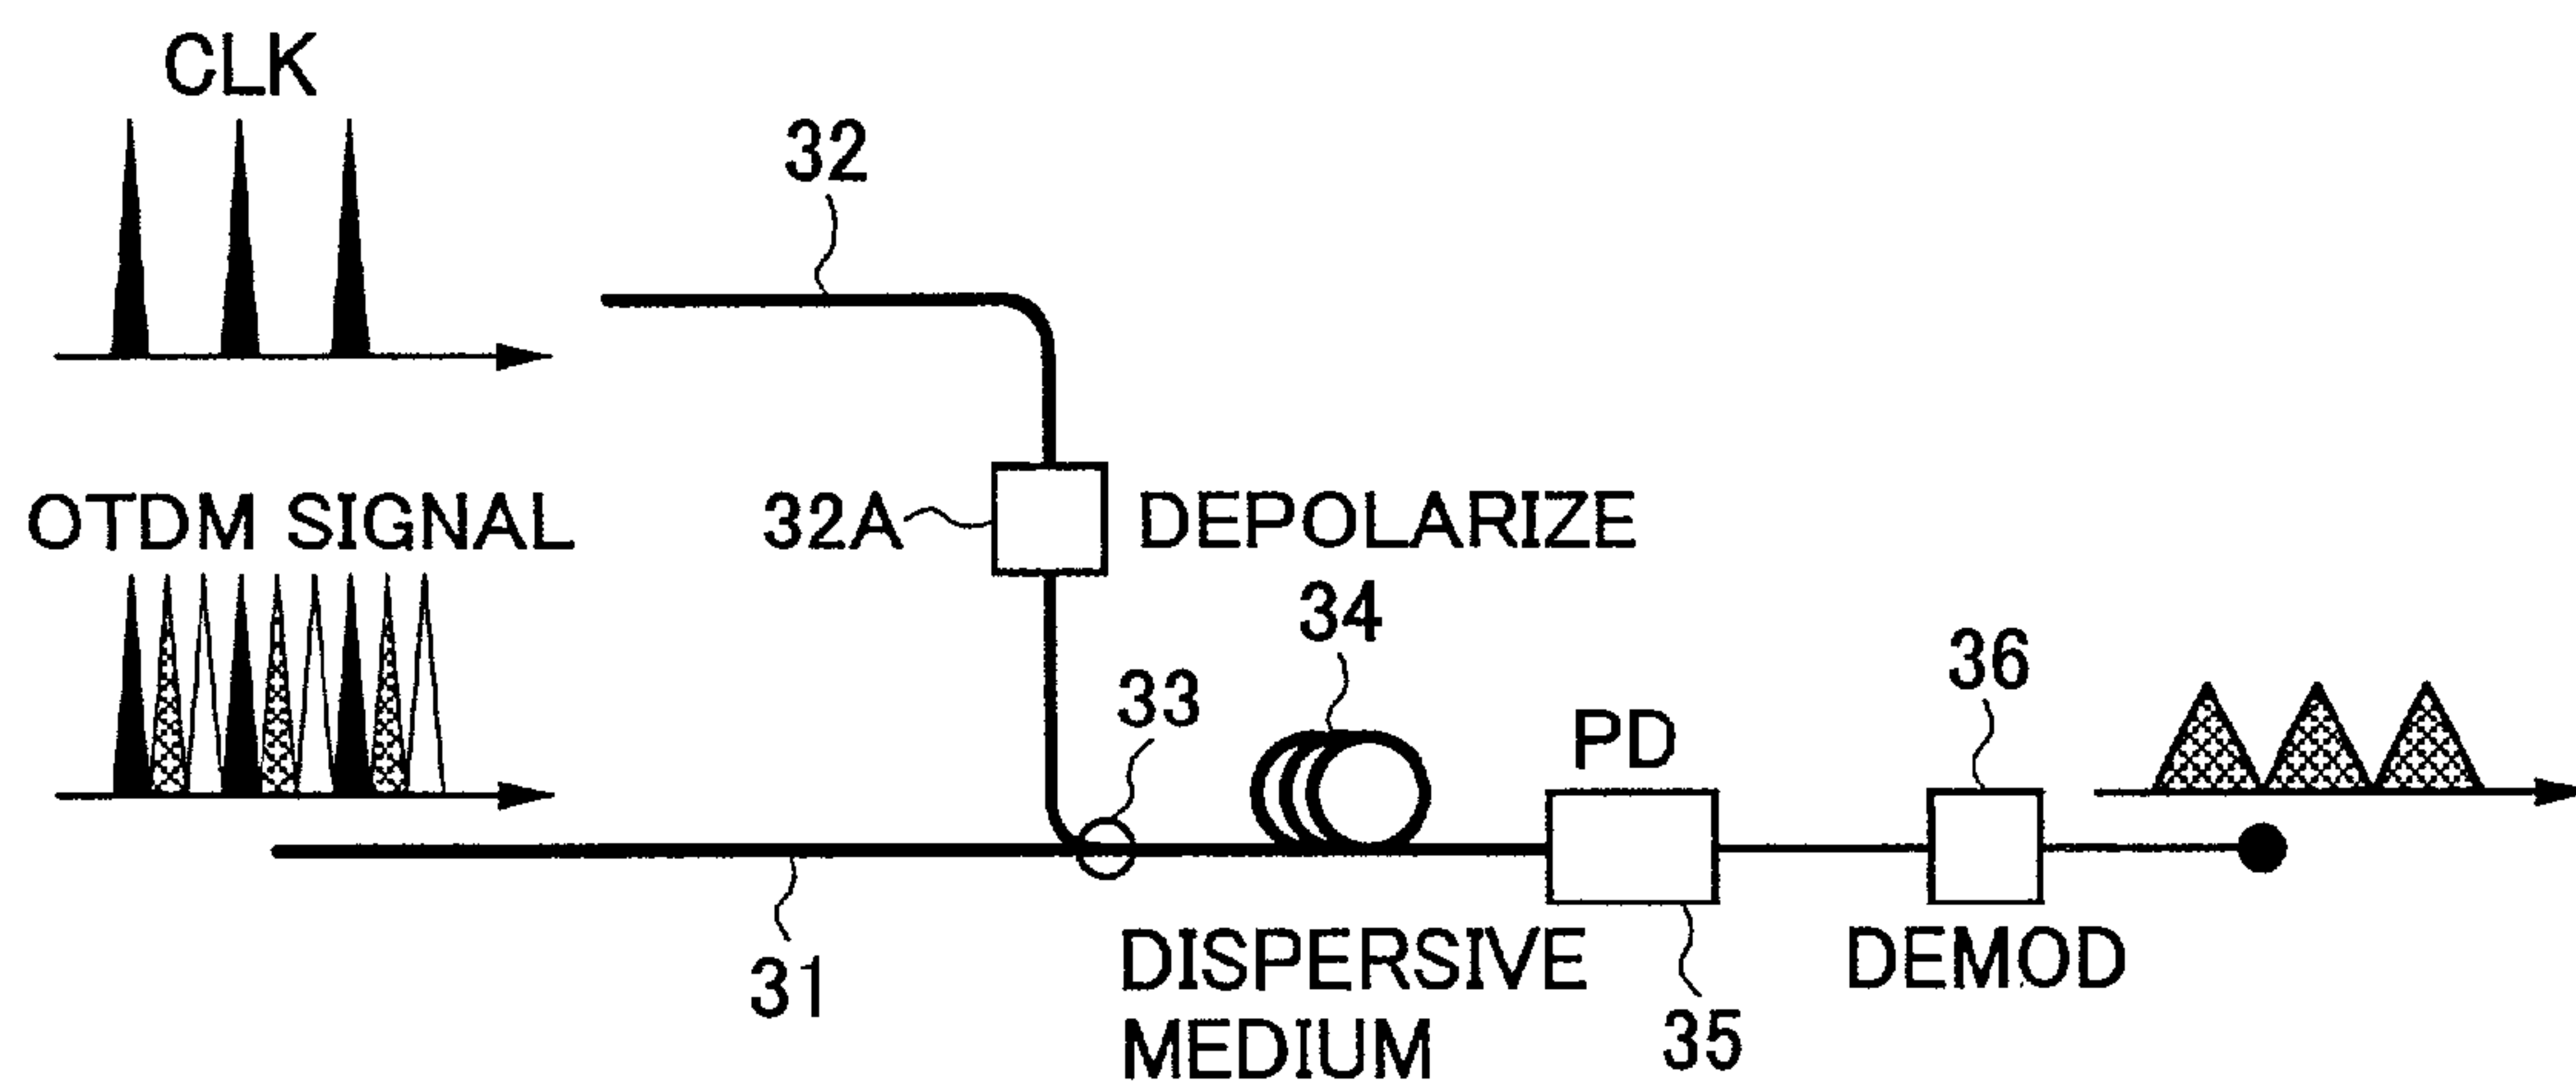 CLK
32
OTDM SIGNAL
32A
DEPOLARIZE
34
33
36
PD
31
DISPERSIVE
MEDIUM
35
DEMOD